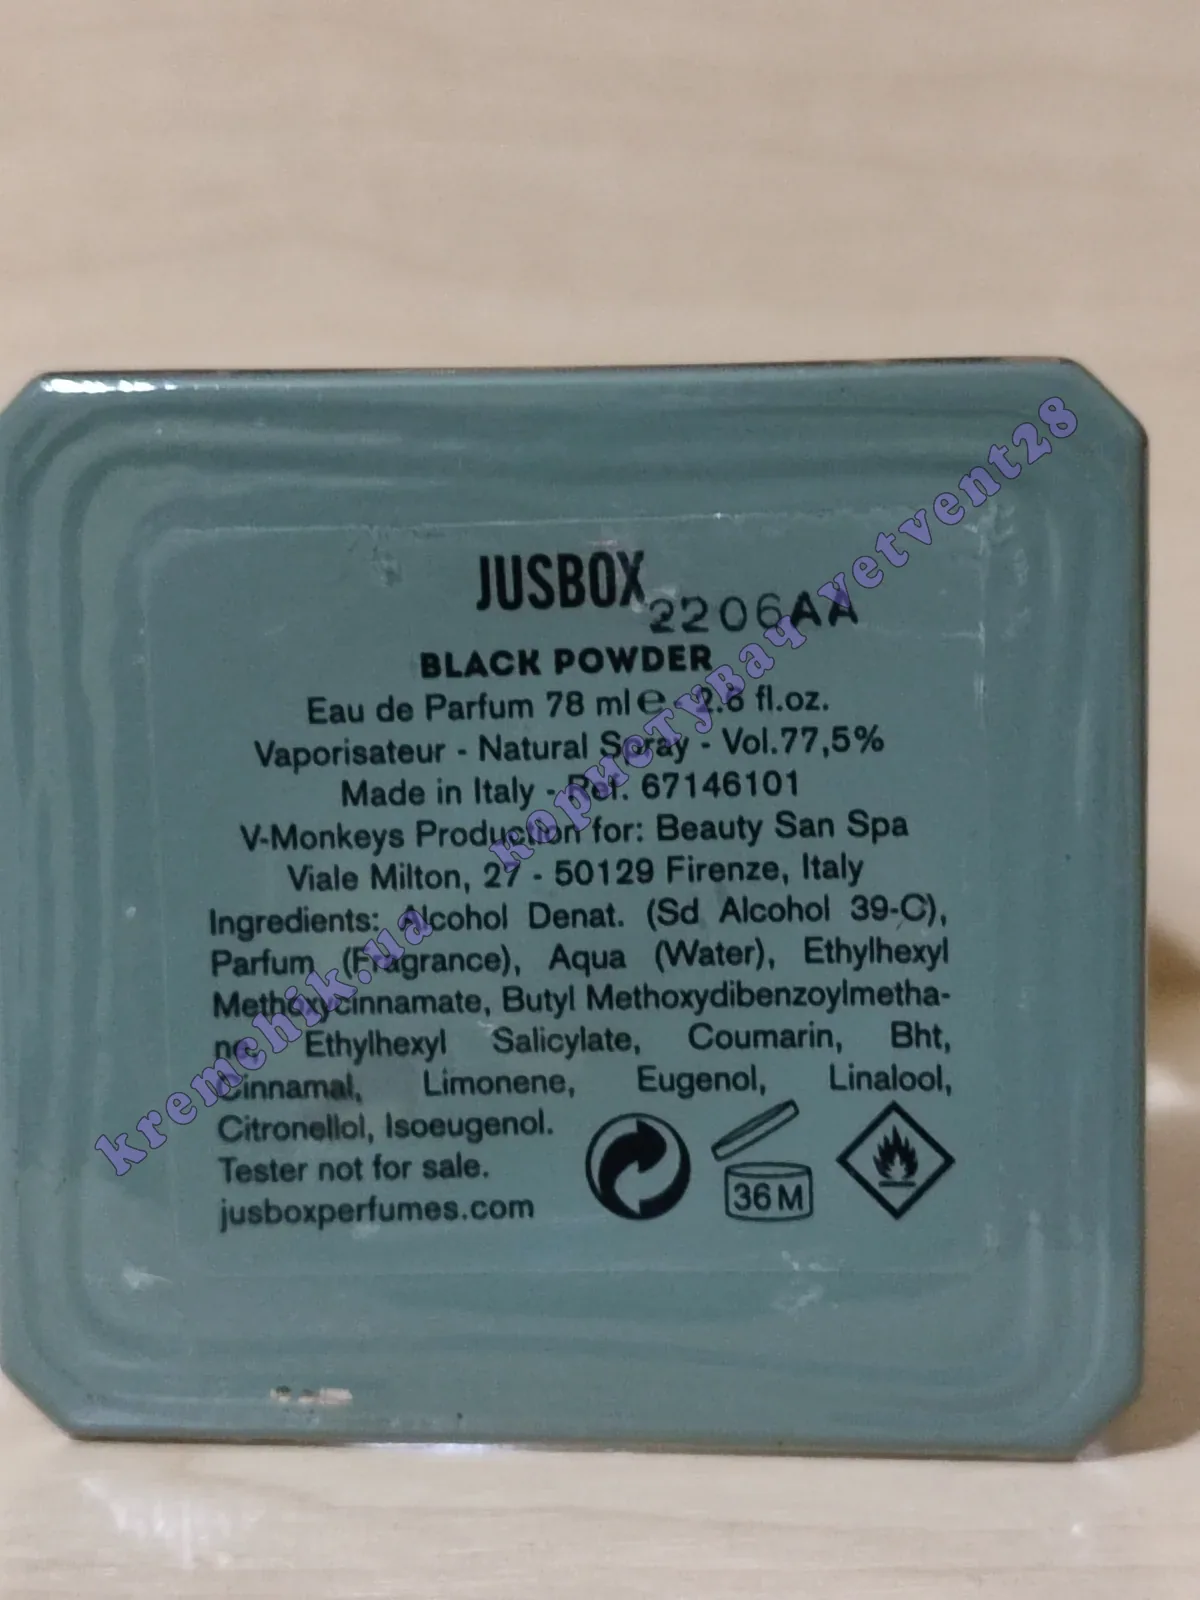 JUSBOX
2206AA
BLACK POWDER
Eau de Parfum 78 ml ℮ - 2.6 fl.oz.
Vaporisateur - Natural Spray - Vol.77,5%
Made in Italy - Ref. 67146101
V-Monkeys Production for: Beauty San Spa
Viale Milton, 27 - 50129 Firenze, Italy
Ingredients: Alcohol Denat. (Sd Alcohol 39-C),
Parfum (Fragrance), Aqua (Water), Ethylhexyl
Methoxycinnamate, Butyl Methoxydibenzoylmetha-
ne, Ethylhexyl Salicylate, Coumarin, Bht,
Cinnamal, Limonene, Eugenol, Linalool,
Citronellol, Isoeugenol.
Tester not for sale.
jusboxperfumes.com
36 M
kremchik.ua користувач vetvent28